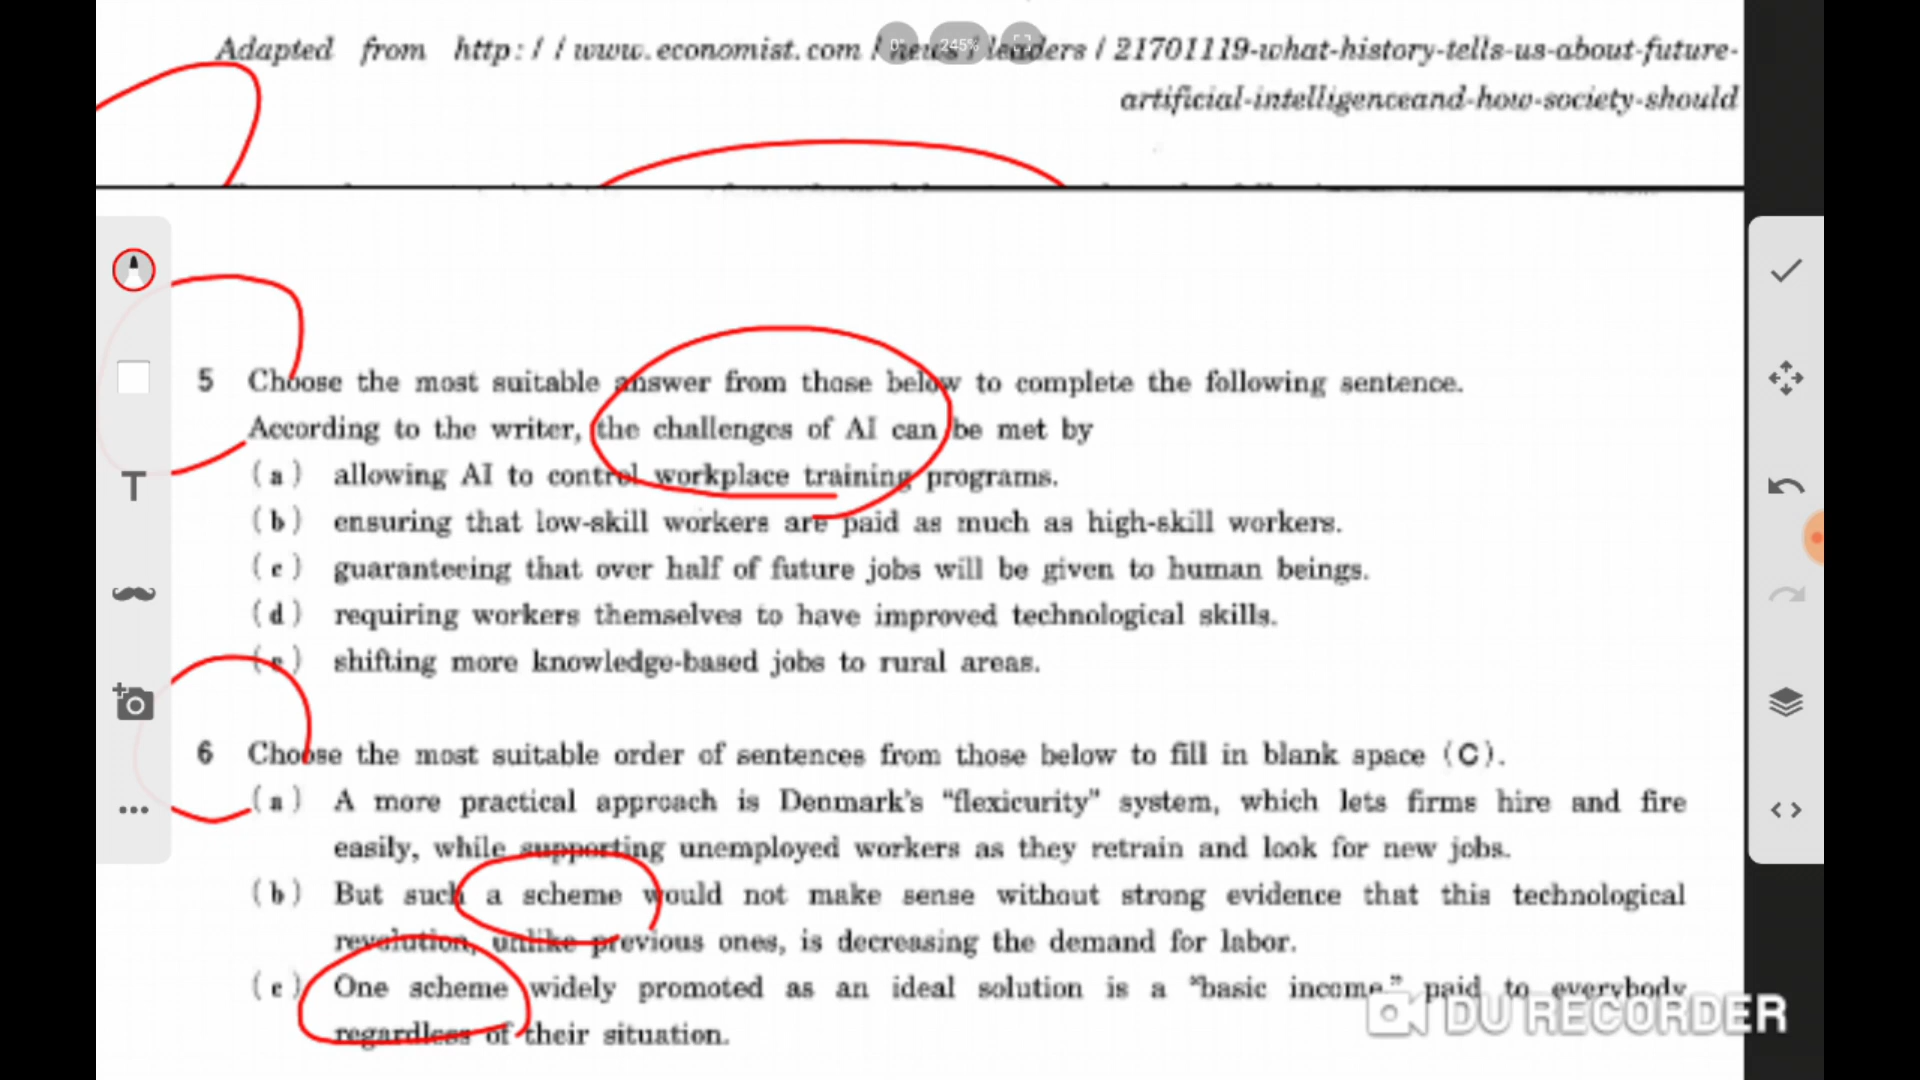 Adapted from http://www.economist.com/news/leaders/21701119-what-history-tells-us-about-future-
artificial-intelligenceand-how-society-should
0°
245%
5 Choose the most suitable answer from those below to complete the following sentence.
According to the writer, the challenges of AI can be met by
(a) allowing AI to control workplace training programs.
(b) ensuring that low-skill workers are paid as much as high-skill workers.
(c) guaranteeing that over half of future jobs will be given to human beings.
(d) requiring workers themselves to have improved technological skills.
(e) shifting more knowledge-based jobs to rural areas.
T
6 Choose the most suitable order of sentences from those below to fill in blank space (C).
(a) A more practical approach is Denmark's "flexicurity" system, which lets firms hire and fire
easily, while supporting unemployed workers as they retrain and look for new jobs.
(b) But such a scheme would not make sense without strong evidence that this technological
revolution, unlike previous ones, is decreasing the demand for labor.
(c) One scheme widely promoted as an ideal solution is a "basic income," paid to everybody
regardless of their situation.
DU RECORDER